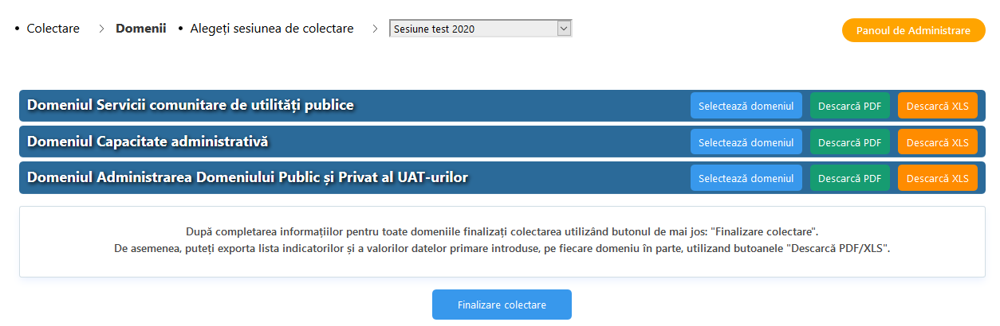 • Colectare > Domenii • Alegeți sesiunea de colectare > Sesiune test 2020 Panoul de Administrare
Domeniul Servicii comunitare de utilități publice Selectează domeniul Descarcă PDF Descarcă XLS
Domeniul Capacitate administrativă Selectează domeniul Descarcă PDF Descarcă XLS
Domeniul Administrarea Domeniului Public și Privat al UAT-urilor Selectează domeniul Descarcă PDF Descarcă XLS
După completarea informațiilor pentru toate domeniile finalizați colectarea utilizând butonul de mai jos: "Finalizare colectare".
De asemenea, puteți exporta lista indicatorilor și a valorilor datelor primare introduse, pe fiecare domeniu în parte, utilizand butoanele "Descarcă PDF/XLS".
Finalizare colectare